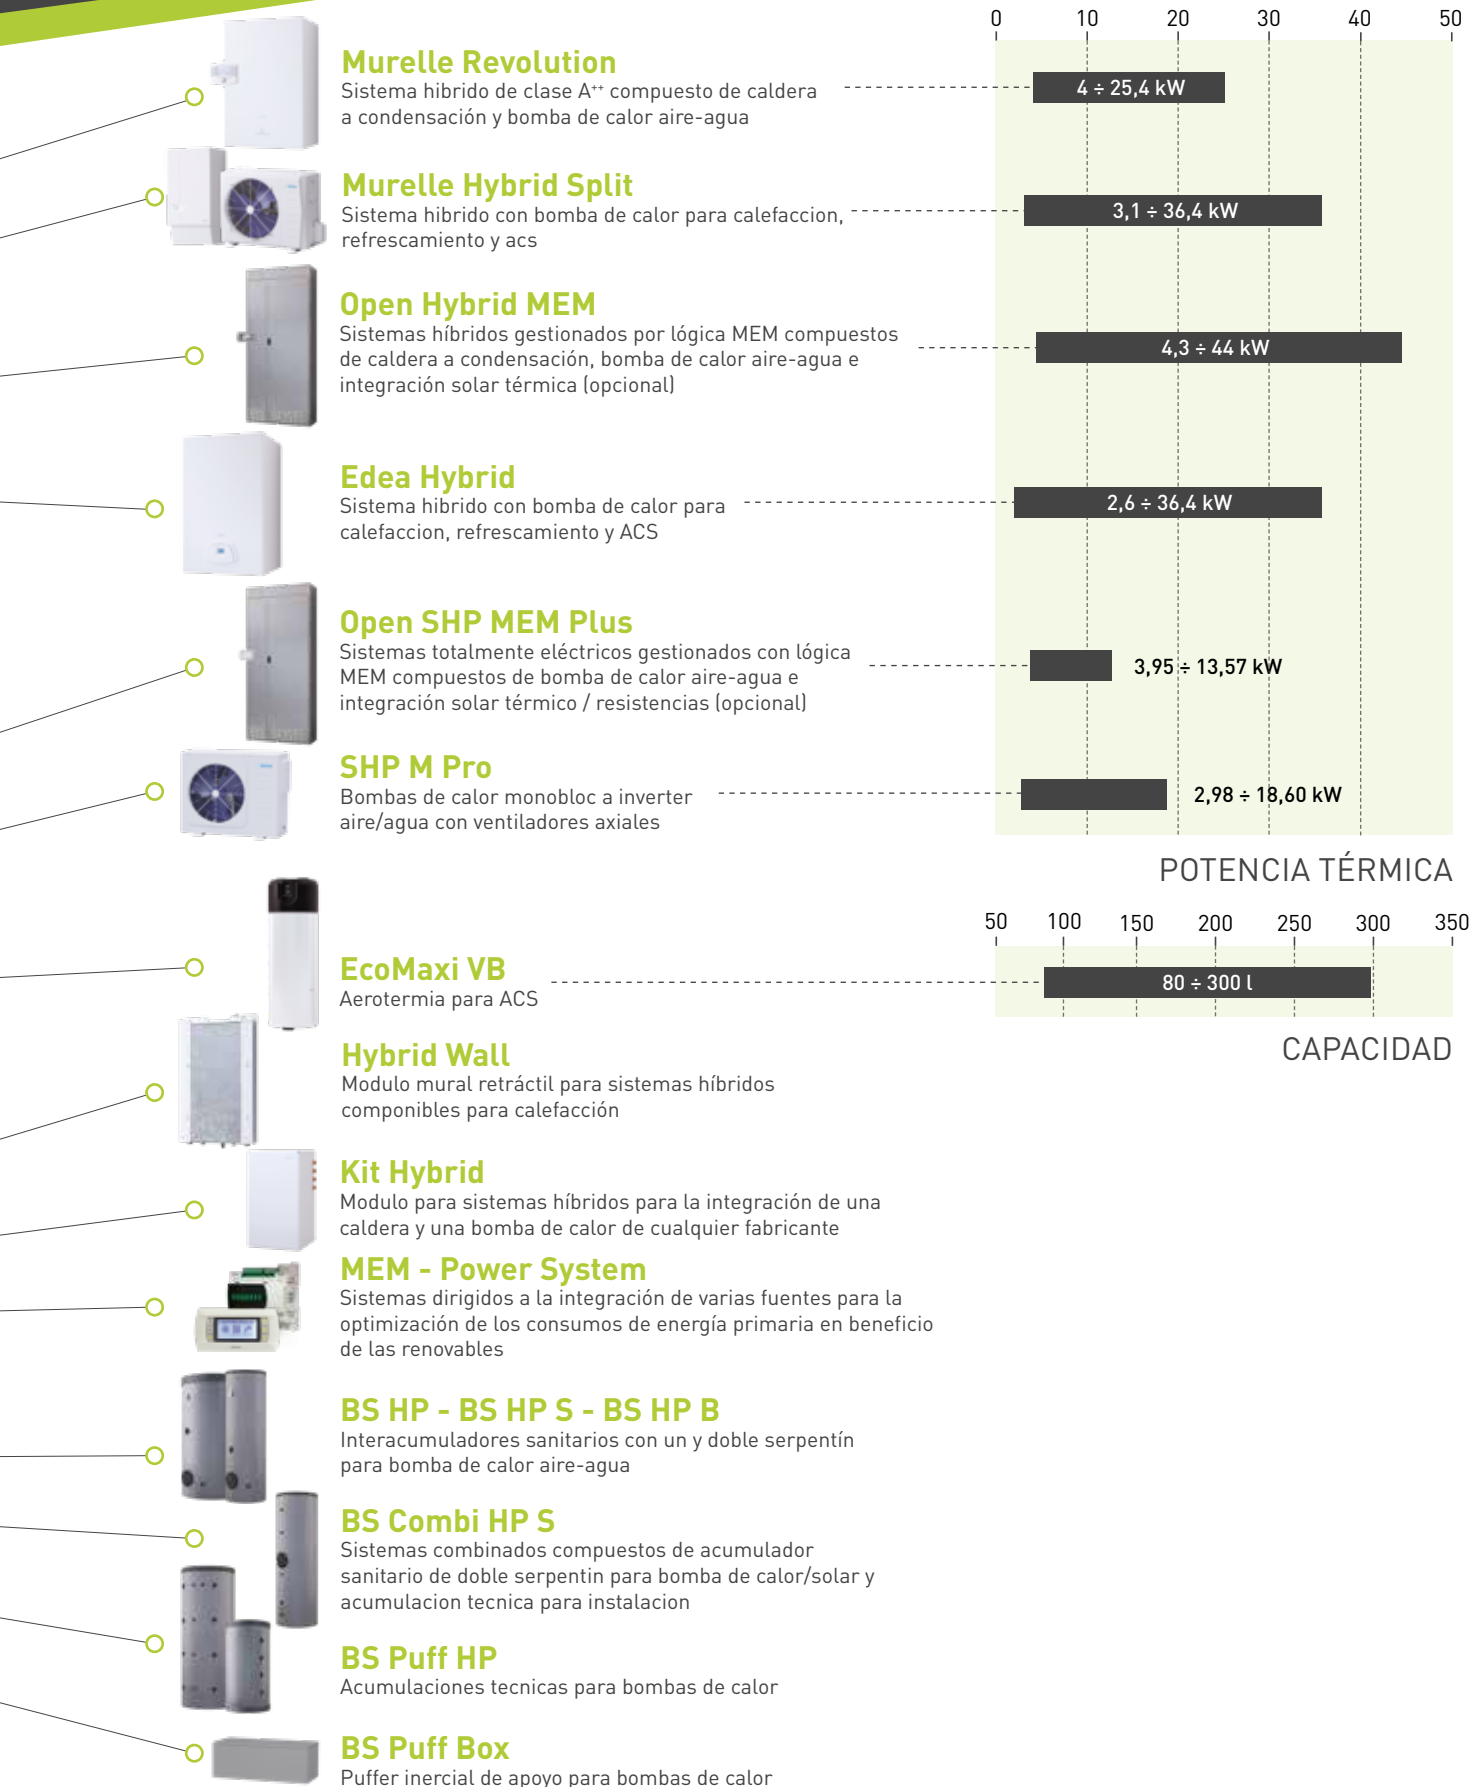 0 10 20 30 40 50
Murelle Revolution
Sistema hibrido de clase A++ compuesto de caldera
a condensación y bomba de calor aire-agua
4 ÷ 25,4 kW
Murelle Hybrid Split
Sistema hibrido con bomba de calor para calefaccion,
refrescamiento y acs
3,1 ÷ 36,4 kW
Open Hybrid MEM
Sistemas híbridos gestionados por lógica MEM compuestos
de caldera a condensación, bomba de calor aire-agua e
integración solar térmica (opcional)
4,3 ÷ 44 kW
Edea Hybrid
Sistema hibrido con bomba de calor para
calefaccion, refrescamiento y ACS
2,6 ÷ 36,4 kW
Open SHP MEM Plus
Sistemas totalmente eléctricos gestionados con lógica
MEM compuestos de bomba de calor aire-agua e
integración solar térmico / resistencias (opcional)
3,95 ÷ 13,57 kW
SHP M Pro
Bombas de calor monobloc a inverter
aire/agua con ventiladores axiales
2,98 ÷ 18,60 kW
POTENCIA TÉRMICA
50 100 150 200 250 300 350
EcoMaxi VB
Aerotermia para ACS
80 ÷ 300 l
CAPACIDAD
Hybrid Wall
Modulo mural retráctil para sistemas híbridos
componibles para calefacción
Kit Hybrid
Modulo para sistemas híbridos para la integración de una
caldera y una bomba de calor de cualquier fabricante
MEM - Power System
Sistemas dirigidos a la integración de varias fuentes para la
optimización de los consumos de energía primaria en beneficio
de las renovables
BS HP - BS HP S - BS HP B
Interacumuladores sanitarios con un y doble serpentín
para bomba de calor aire-agua
BS Combi HP S
Sistemas combinados compuestos de acumulador
sanitario de doble serpentin para bomba de calor/solar y
acumulacion tecnica para instalacion
BS Puff HP
Acumulaciones tecnicas para bombas de calor
BS Puff Box
Puffer inercial de apoyo para bombas de calor